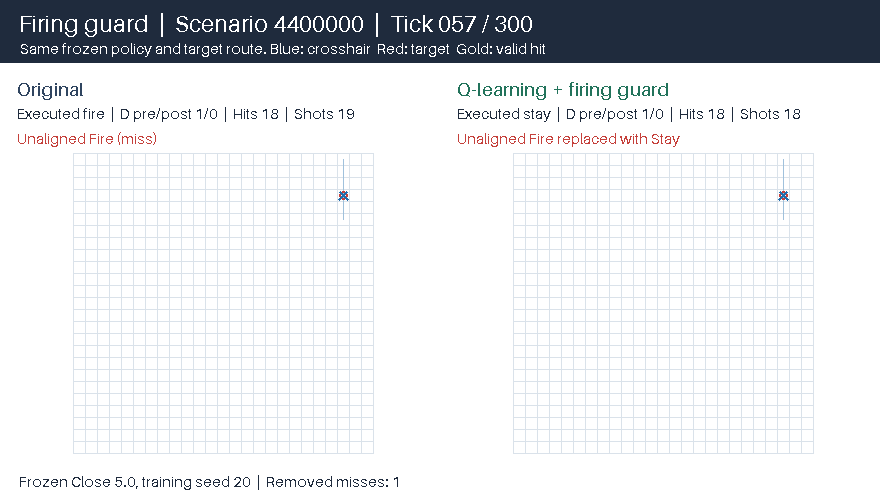 Firing guard | Scenario 4400000 | Tick 057 / 300
Same frozen policy and target route. Blue: crosshair Red: target Gold: valid hit
Original
Executed fire | D pre/post 1/0 | Hits 18 | Shots 19
Unaligned Fire (miss)
Q-learning + firing guard
Executed stay | D pre/post 1/0 | Hits 18 | Shots 18
Unaligned Fire replaced with Stay
Frozen Close 5.0, training seed 20 | Removed misses: 1